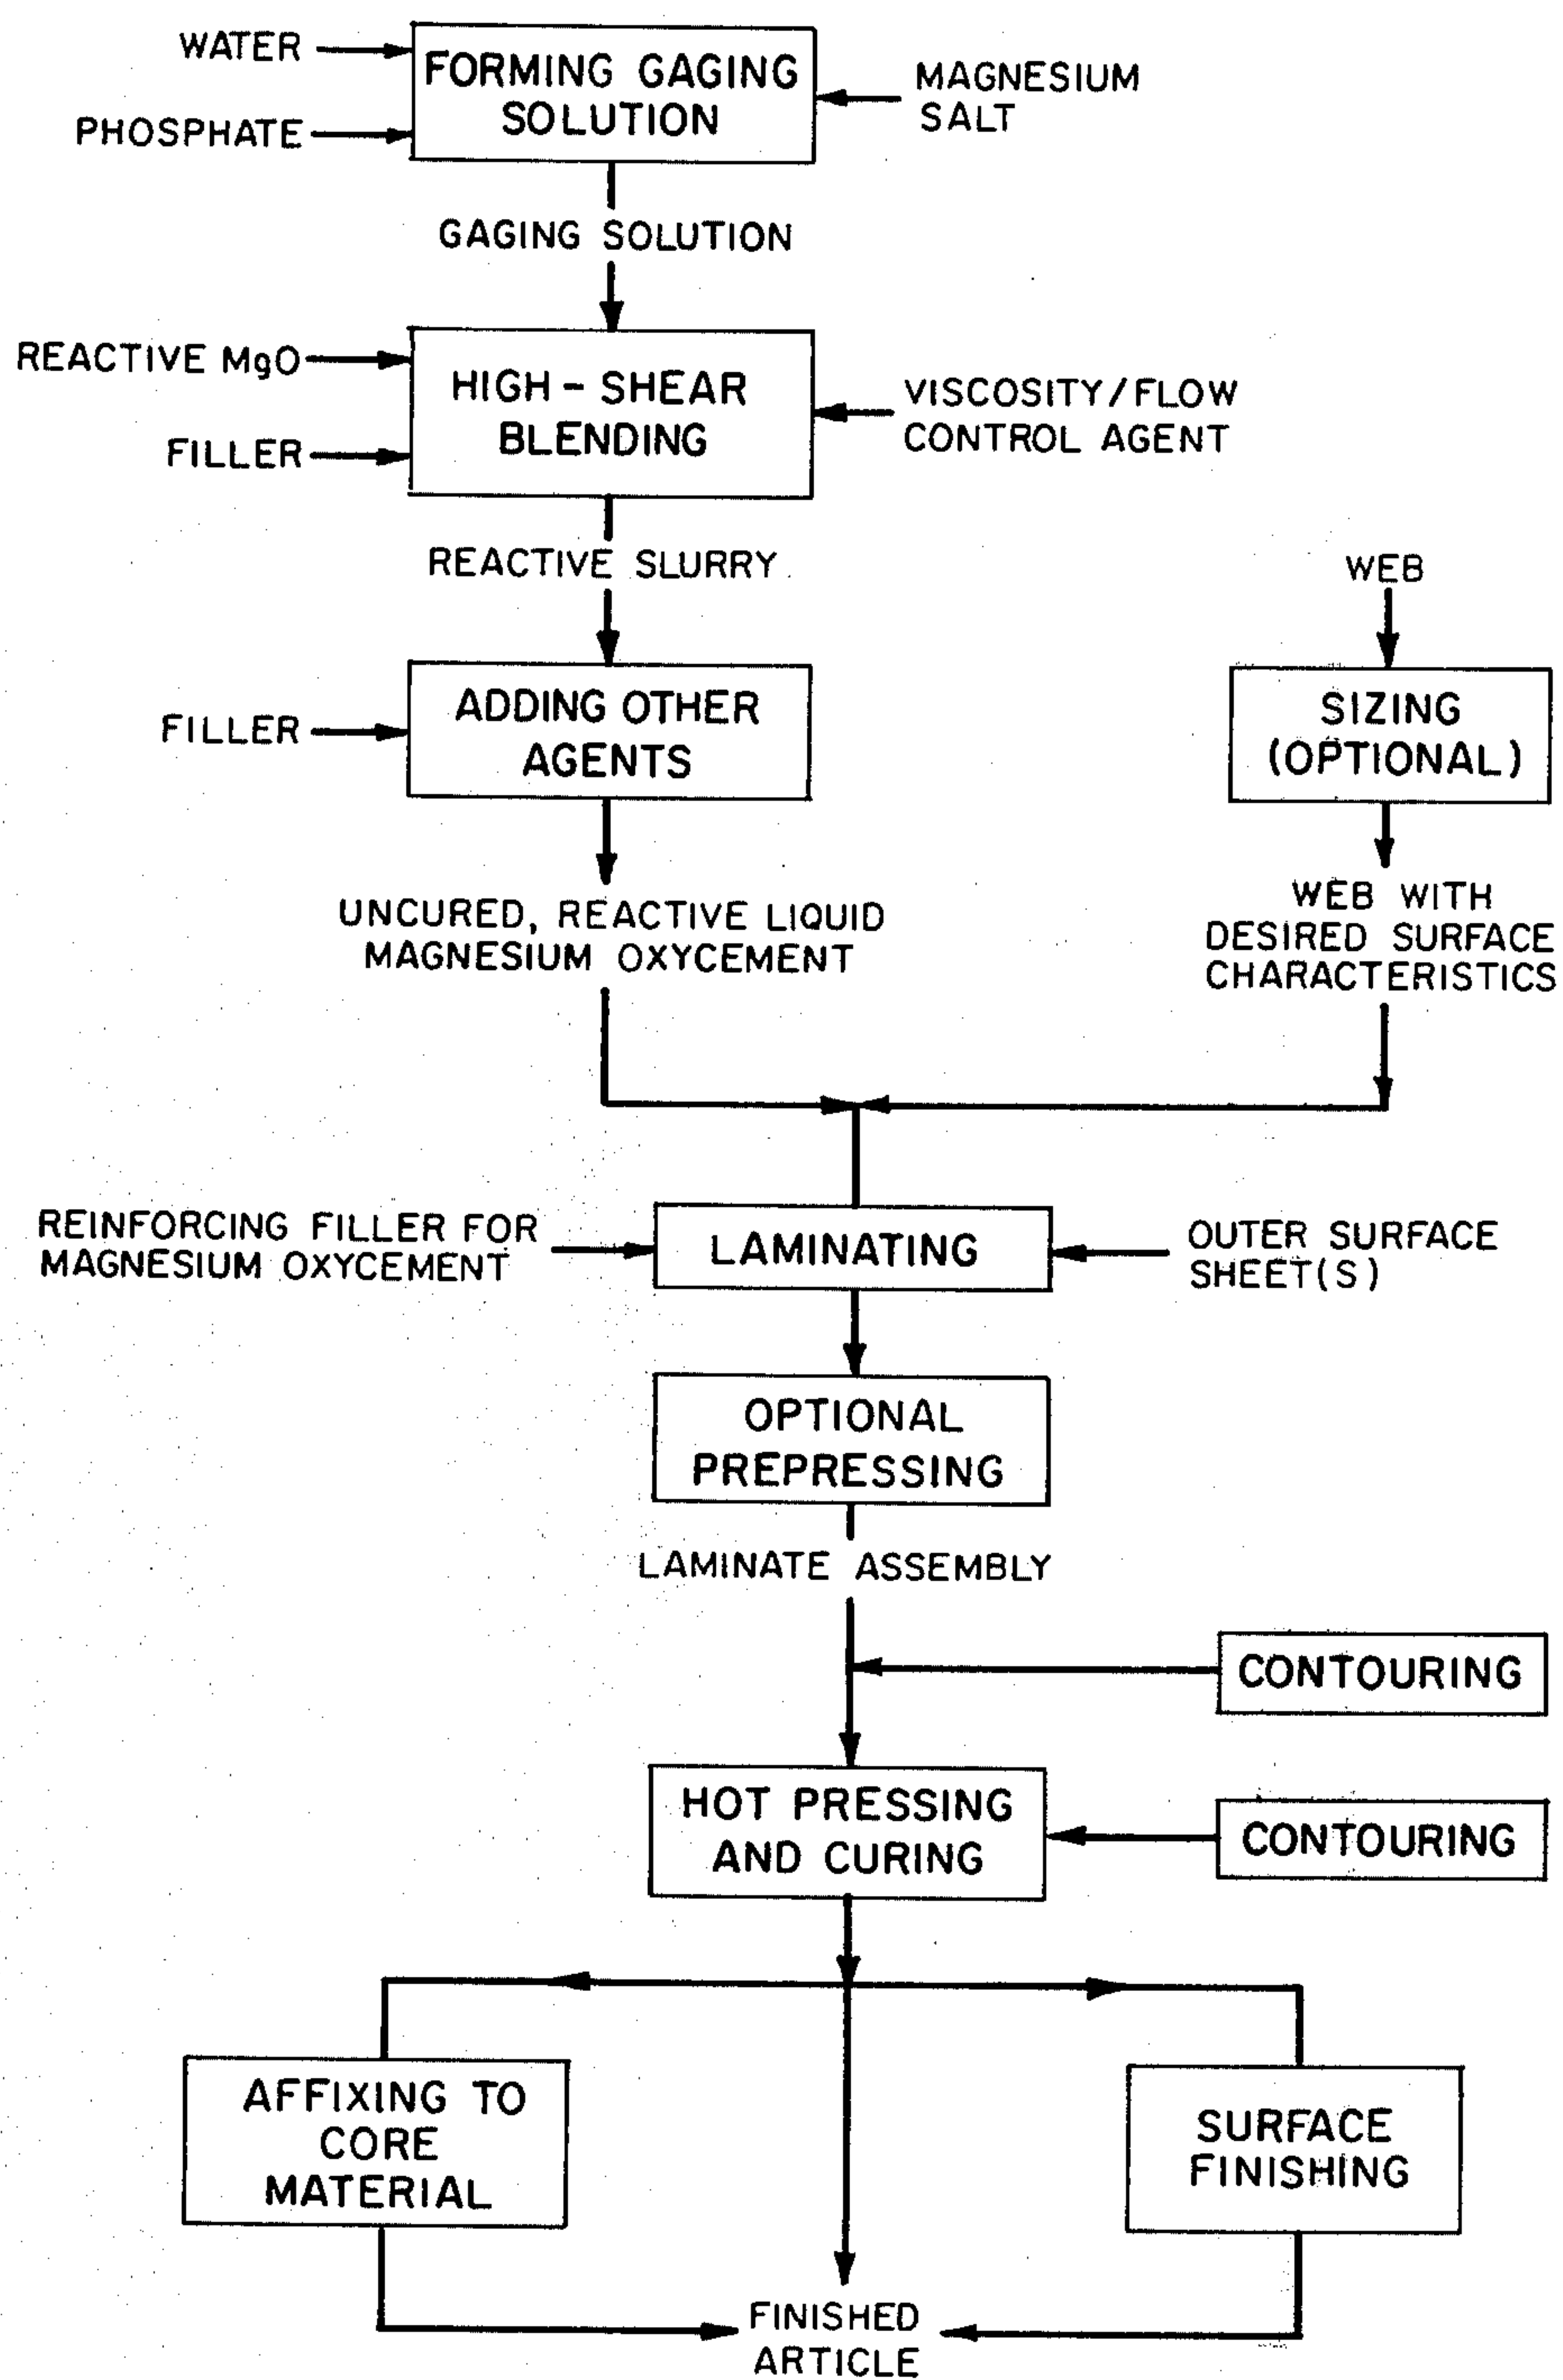 WATER
PHOSPHATE
FORMING GAGING
SOLUTION
MAGNESIUM
SALT
GAGING SOLUTION
REACTIVE MgO
FILLER
HIGH-SHEAR
BLENDING
VISCOSITY/FLOW
CONTROL AGENT
REACTIVE SLURRY
WEB
FILLER
ADDING OTHER
AGENTS
SIZING
(OPTIONAL)
UNCURED, REACTIVE LIQUID
MAGNESIUM OXYCEMENT
WEB WITH
DESIRED SURFACE
CHARACTERISTICS
REINFORCING FILLER FOR
MAGNESIUM OXYCEMENT
LAMINATING
OUTER SURFACE
SHEET(S)
OPTIONAL
PREPRESSING
LAMINATE ASSEMBLY
CONTOURING
HOT PRESSING
AND CURING
CONTOURING
AFFIXING TO
CORE
MATERIAL
SURFACE
FINISHING
FINISHED
ARTICLE